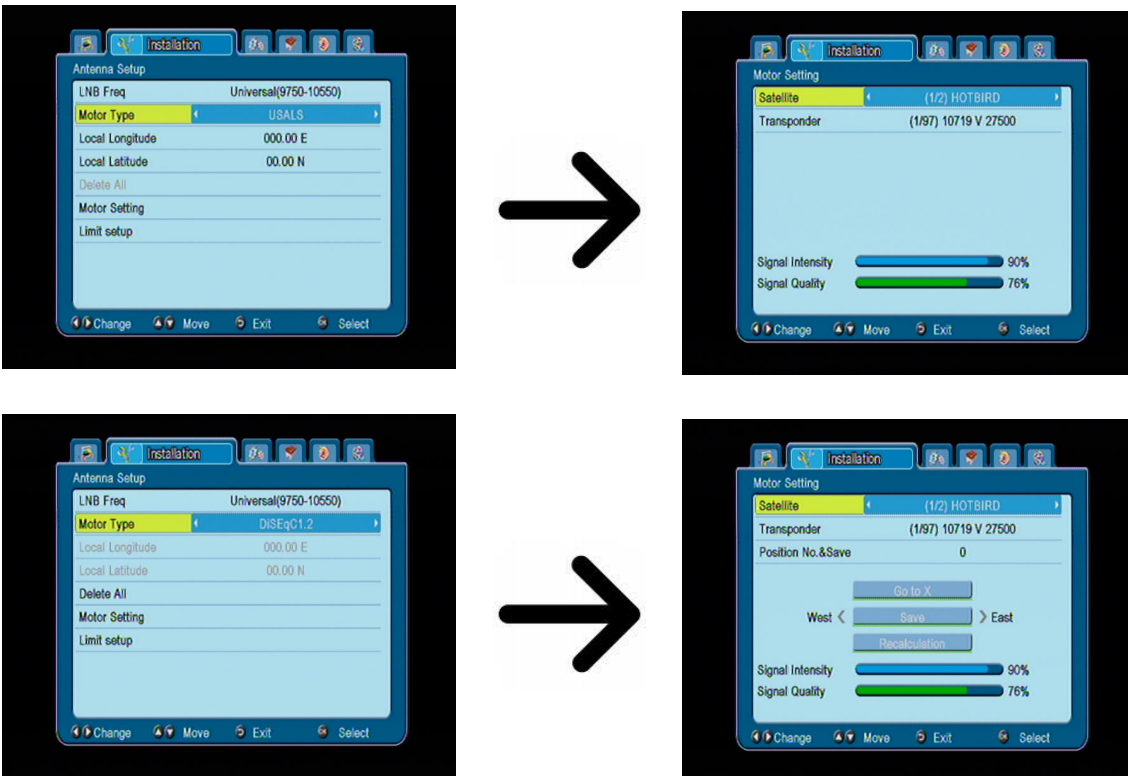 Installation
Antenna Setup
LNB Freq Universal(9750-10550)
Motor Type USALS
Local Longitude 000.00 E
Local Latitude 00.00 N
Delete All
Motor Setting
Limit setup
Change Move Exit Select
Installation
Motor Setting
Satellite (1/2) HOTBIRD
Transponder (1/97) 10719 V 27500
Signal Intensity 90%
Signal Quality 76%
Change Move Exit Select
Installation
Antenna Setup
LNB Freq Universal(9750-10550)
Motor Type DiSEqC1.2
Local Longitude 000.00 E
Local Latitude 00.00 N
Delete All
Motor Setting
Limit setup
Change Move Exit Select
Installation
Motor Setting
Satellite (1/2) HOTBIRD
Transponder (1/97) 10719 V 27500
Position No.&Save 0
Go to X
West Save East
Recalculation
Signal Intensity 90%
Signal Quality 76%
Change Move Exit Select